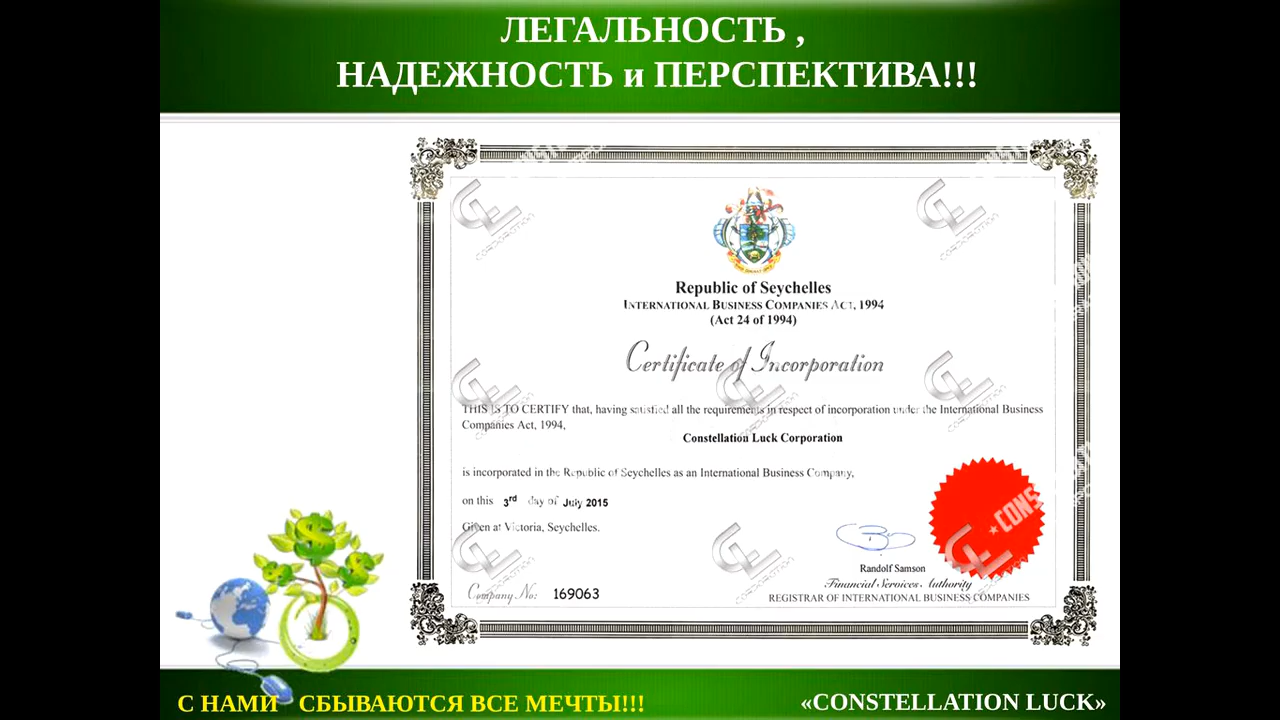 ЛЕГАЛЬНОСТЬ ,
НАДЕЖНОСТЬ и ПЕРСПЕКТИВА!!!
Republic of Seychelles
INTERNATIONAL BUSINESS COMPANIES ACT, 1994
(Act 24 of 1994)
Certificate of Incorporation
THIS IS TO CERTIFY that, having satisfied all the requirements in respect of incorporation under the International Business
Companies Act, 1994,
Constellation Luck Corporation
is incorporated in the Republic of Seychelles as an International Business Company,
on this 3rd day of July 2015
Given at Victoria, Seychelles.
Randolf Samson
Financial Services Authority
Company No: 169063
REGISTRAR OF INTERNATIONAL BUSINESS COMPANIES
С НАМИ СБЫВАЮТСЯ ВСЕ МЕЧТЫ!!!
«CONSTELLATION LUCK»